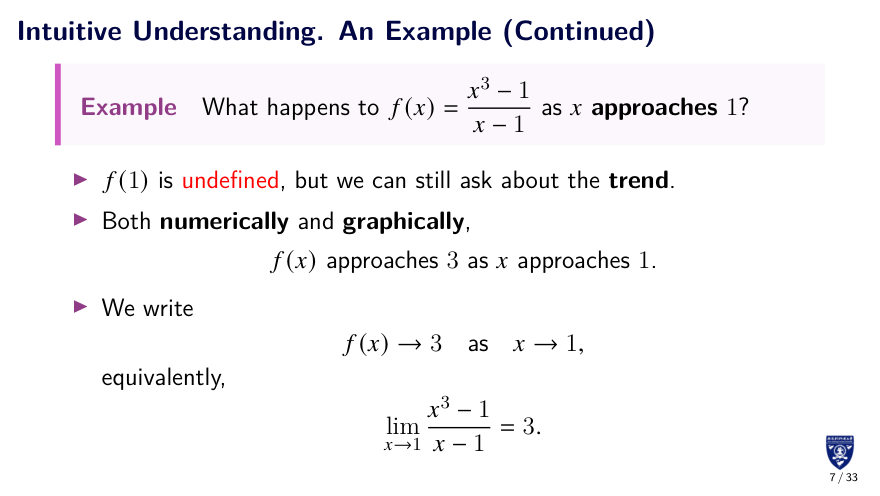 Intuitive Understanding. An Example (Continued)
Example What happens to f(x) = \frac{x^3 − 1}{x − 1} as x approaches 1?
▶ f(1) is undefined, but we can still ask about the trend.
▶ Both numerically and graphically,
f(x) approaches 3 as x approaches 1.
▶ We write
f(x) → 3 as x → 1,
equivalently,
\lim_{x→1} \frac{x^3 − 1}{x − 1} = 3.
7 / 33